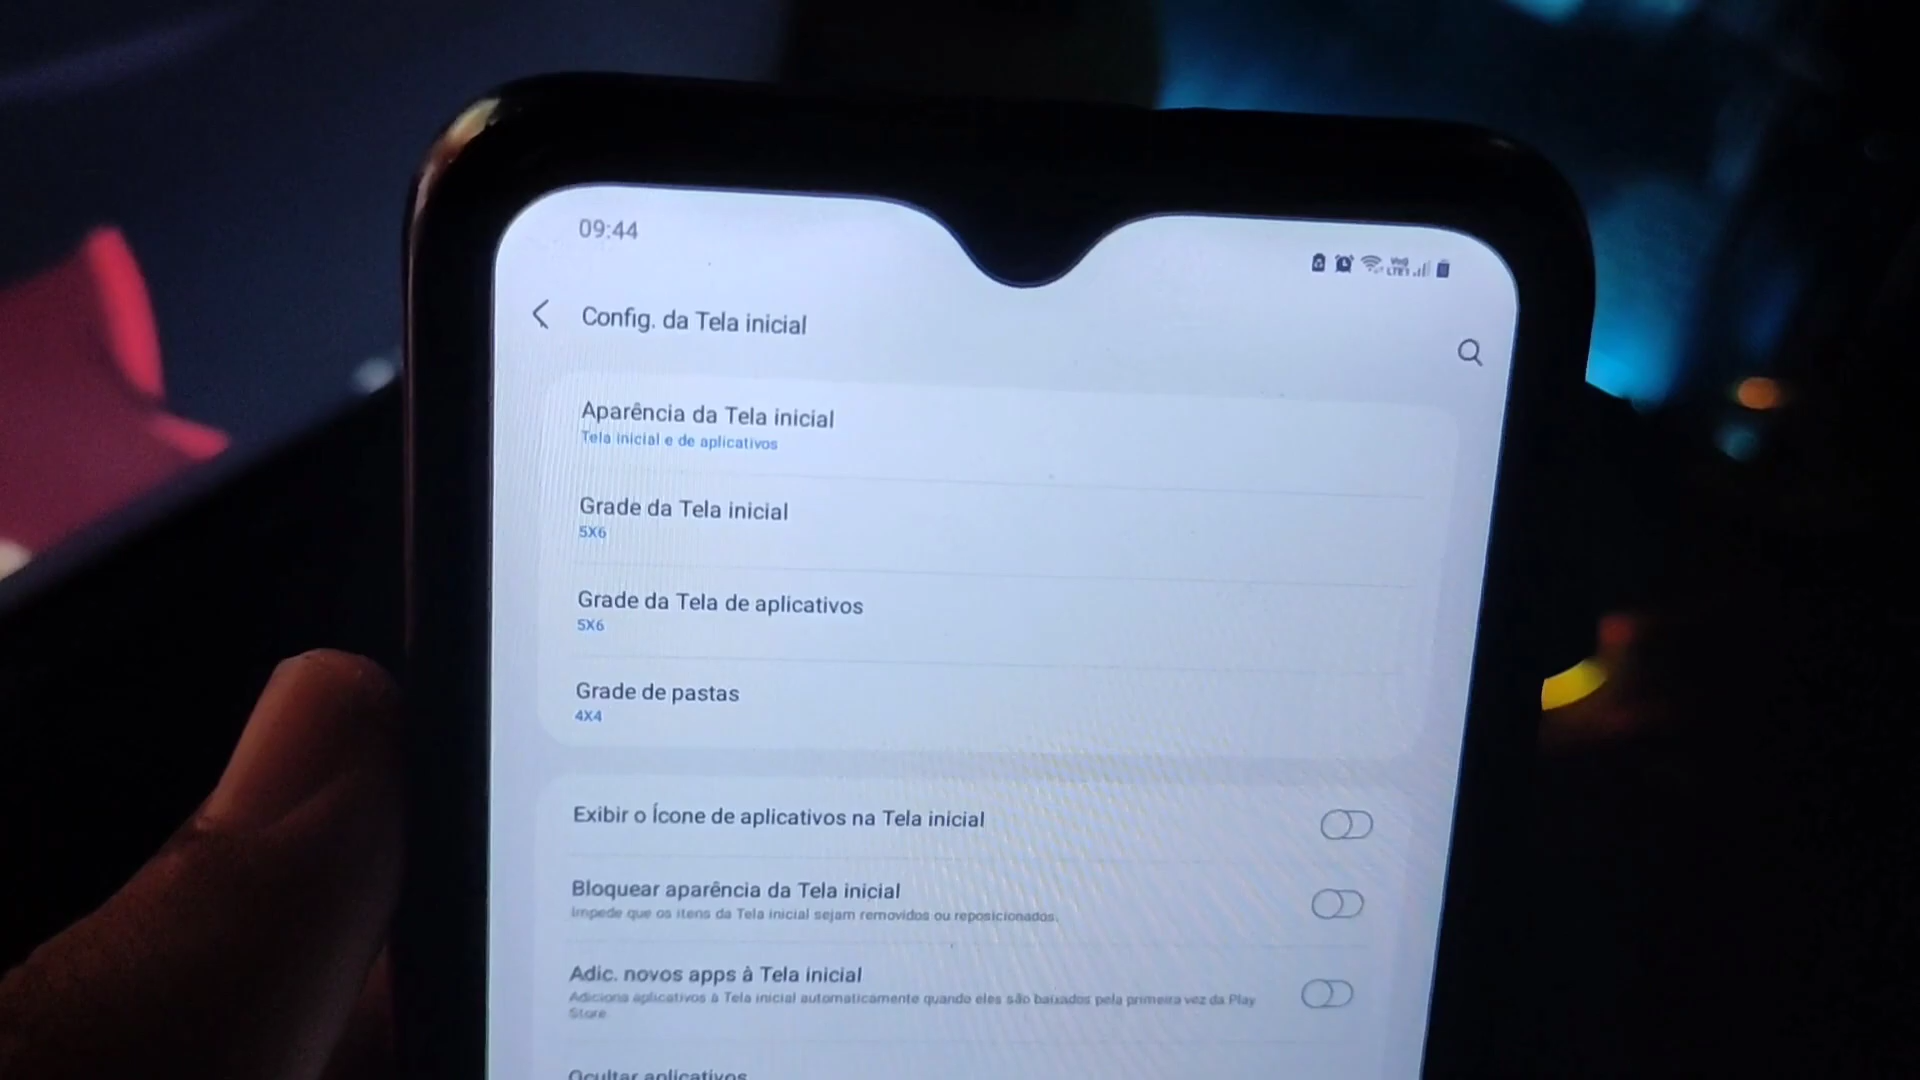 09:44
Config. da Tela inicial
Aparência da Tela inicial
Tela inicial e de aplicativos
Grade da Tela inicial
5X6
Grade da Tela de aplicativos
5X6
Grade de pastas
4X4
Exibir o Ícone de aplicativos na Tela inicial
Bloquear aparência da Tela inicial
Impede que os itens da Tela inicial sejam removidos ou reposicionados.
Adic. novos apps à Tela inicial
Adiciona aplicativos à Tela inicial automaticamente quando eles são baixados pela primeira vez da Play
Store
Ocultar aplicativos